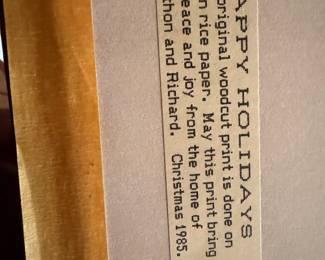 APPY HOLIDAYS
original woodcut print is done on
n rice paper. May this print bring
eace and joy from the home of
thon and Richard. Christmas 1985.